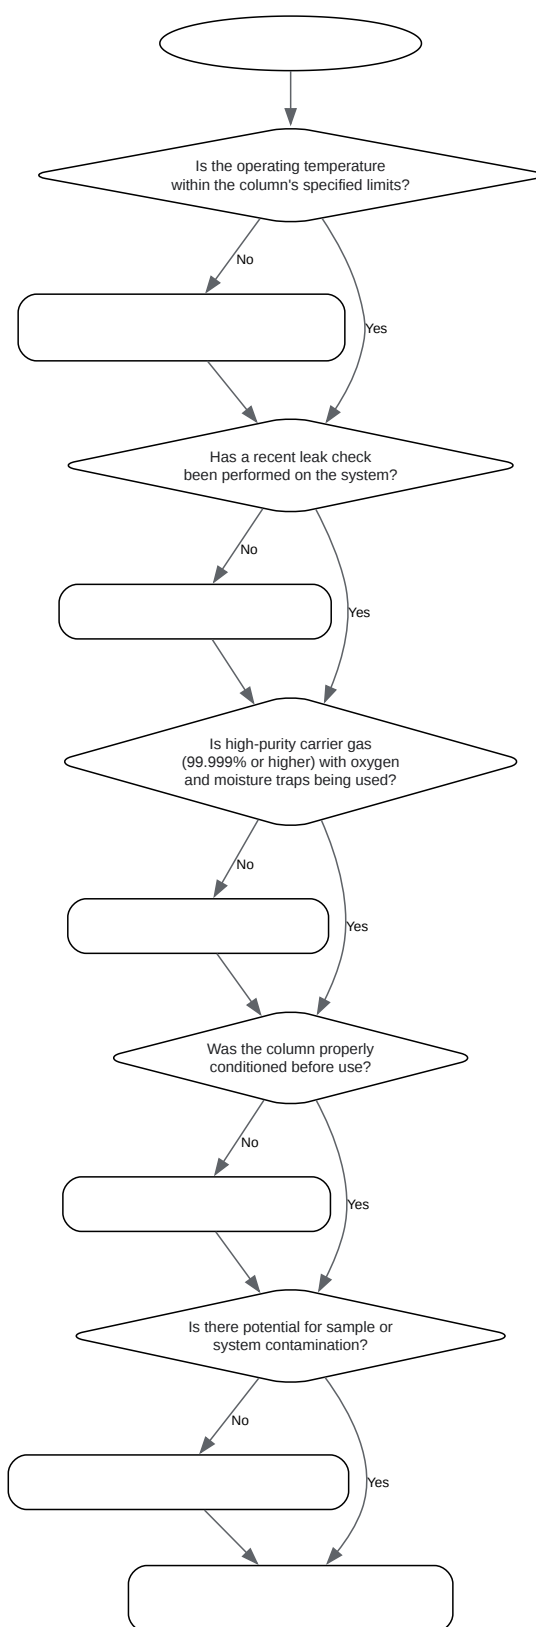 Is the operating temperature
within the column's specified limits?
No
Yes
Has a recent leak check
been performed on the system?
No
Yes
Is high-purity carrier gas
(99.999% or higher) with oxygen
and moisture traps being used?
No
Yes
Was the column properly
conditioned before use?
No
Yes
Is there potential for sample or
system contamination?
No
Yes